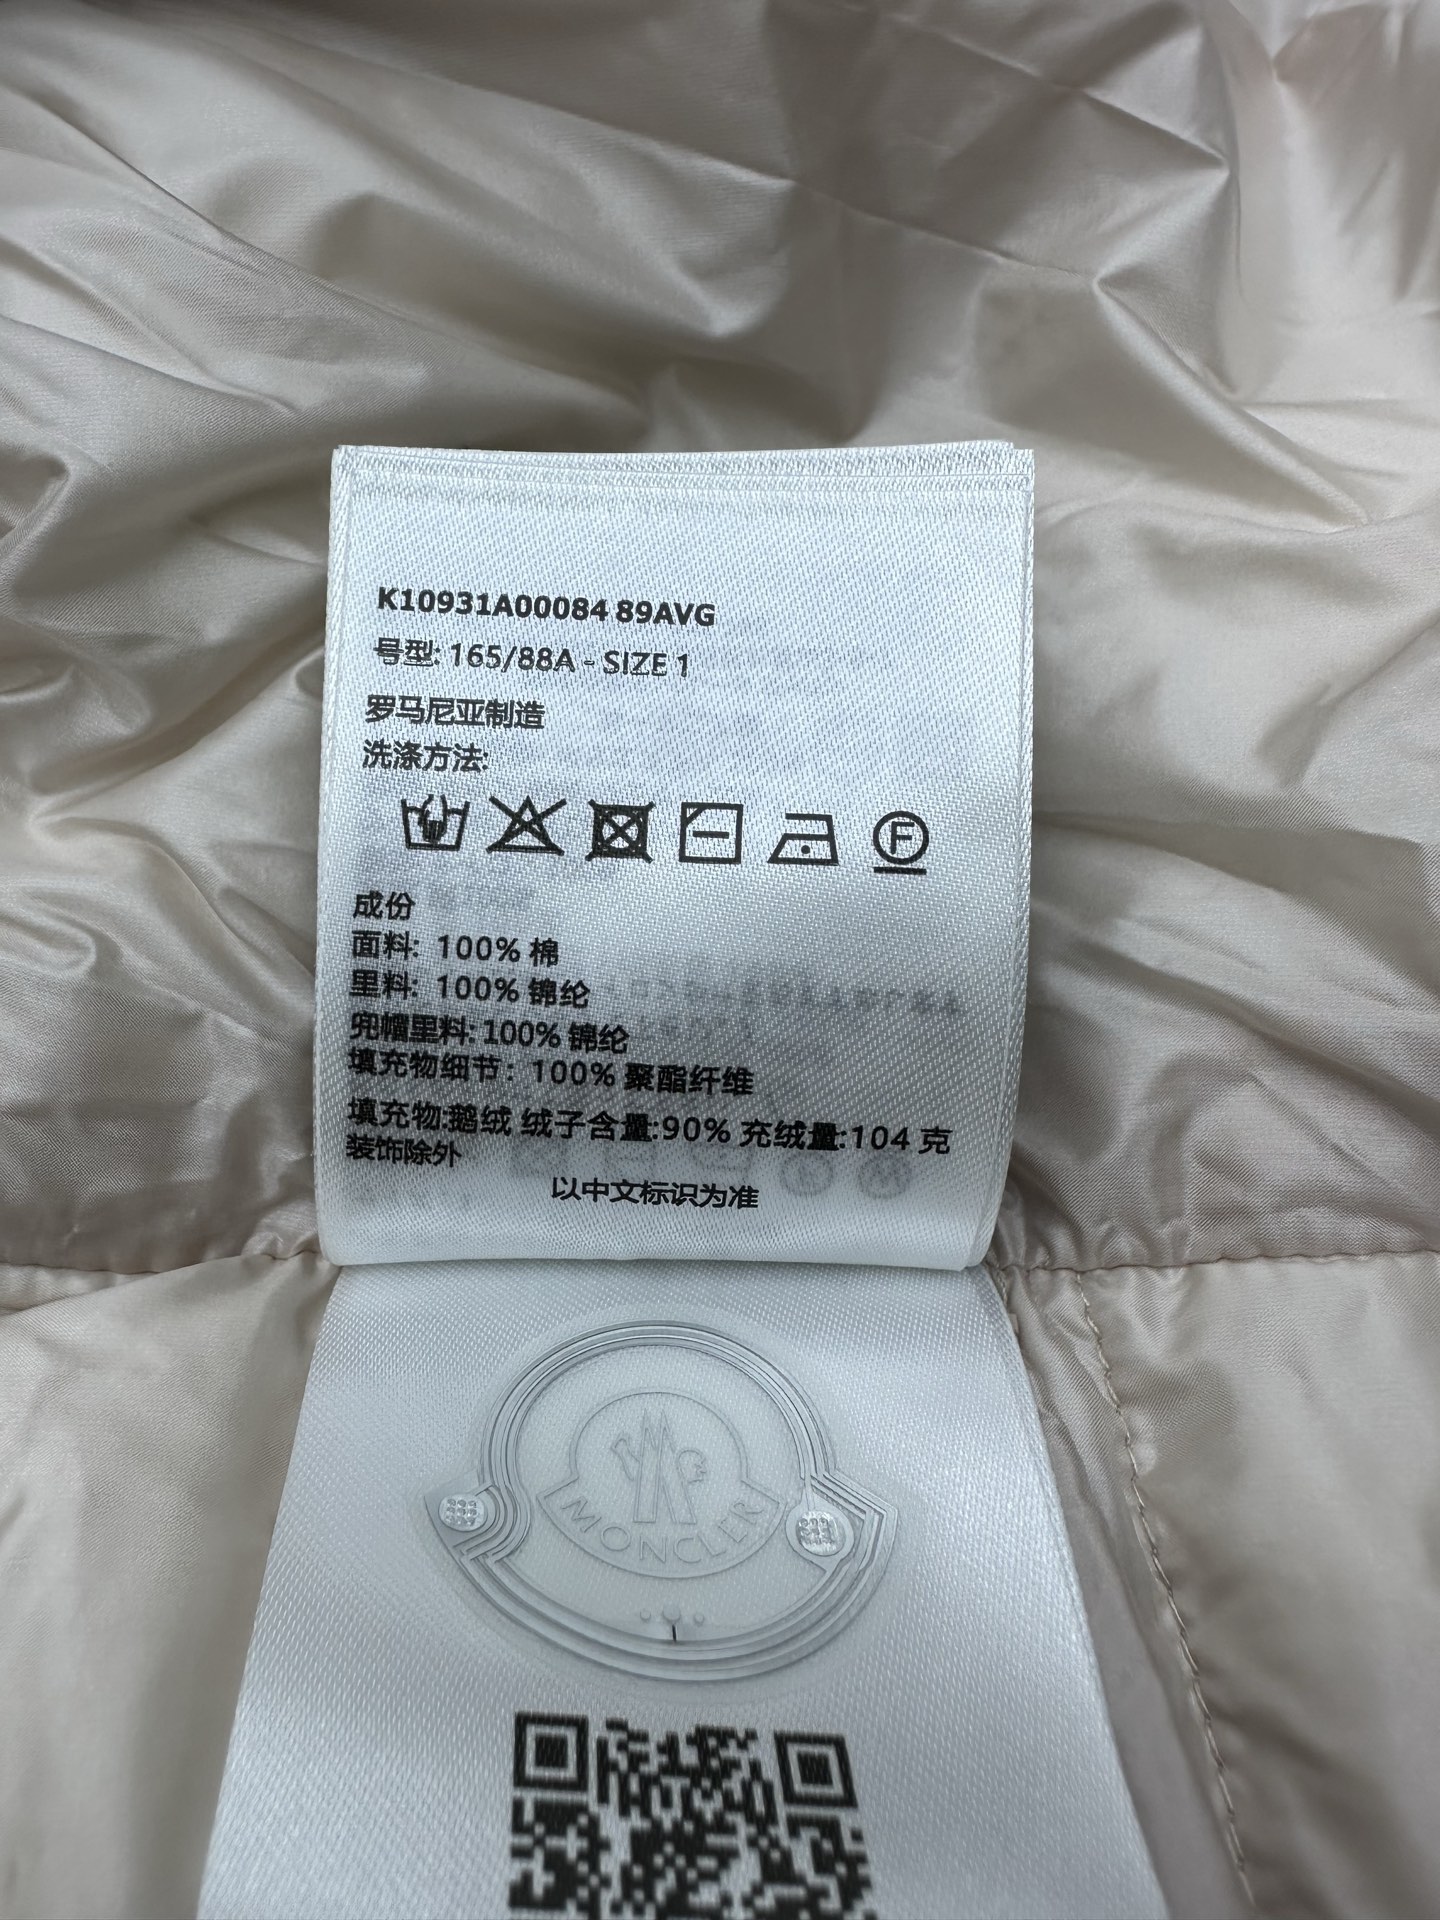 K10931A00084 89AVG
号型: 165/88A - SIZE 1
罗马尼亚制造
洗涤方法:
F
成份
面料: 100% 棉
里料: 100% 锦纶
兜帽里料: 100% 锦纶
填充物细节: 100% 聚酯纤维
填充物:鹅绒 绒子含量:90% 充绒量:104 克
装饰除外
以中文标识为准
MONCLER